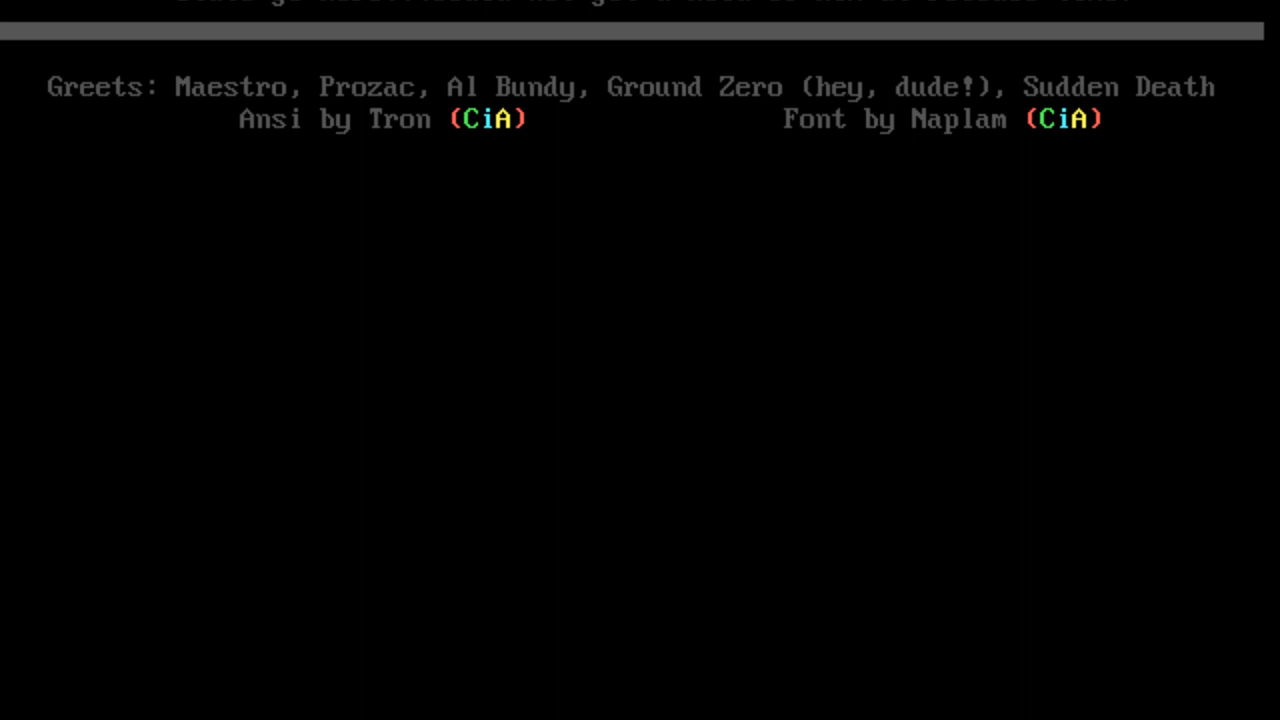 Greets: Maestro, Prozac, Al Bundy, Ground Zero (hey, dude!), Sudden Death
Ansi by Tron (CiA) Font by Naplam (CiA)